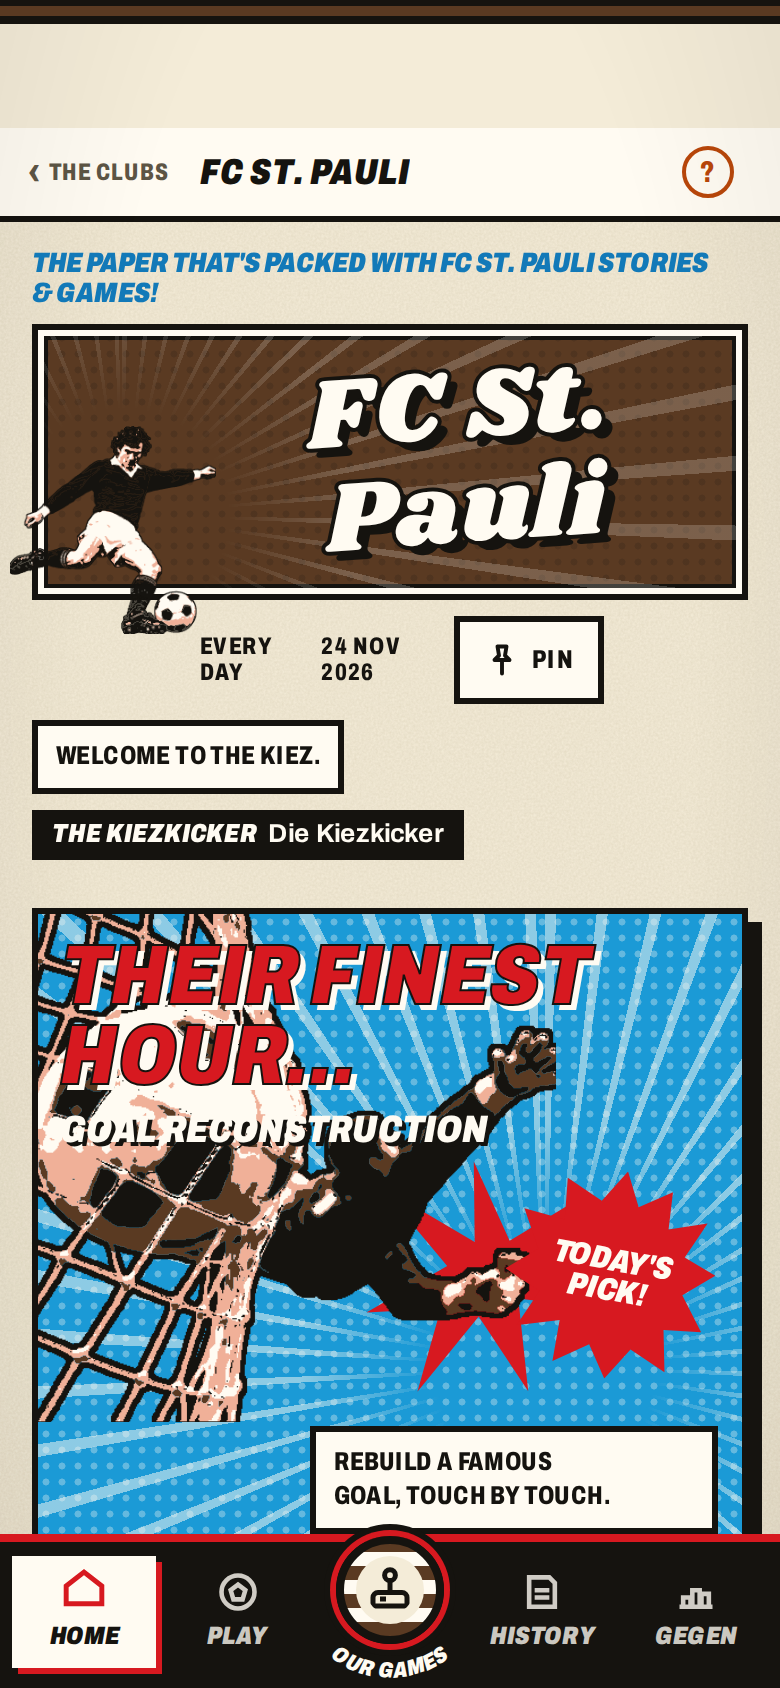 ‹ THE CLUBS
FC ST. PAULI
?
THE PAPER THAT'S PACKED WITH FC ST. PAULI STORIES
& GAMES!
FC St.
Pauli
EVERY
DAY
24 NOV
2026
PIN
WELCOME TO THE KIEZ.
THE KIEZKICKER Die Kiezkicker
THEIR FINEST
HOUR...
GOAL RECONSTRUCTION
TODAY'S
PICK!
REBUILD A FAMOUS
GOAL, TOUCH BY TOUCH.
HOME
PLAY
OUR GAMES
HISTORY
GEGEN